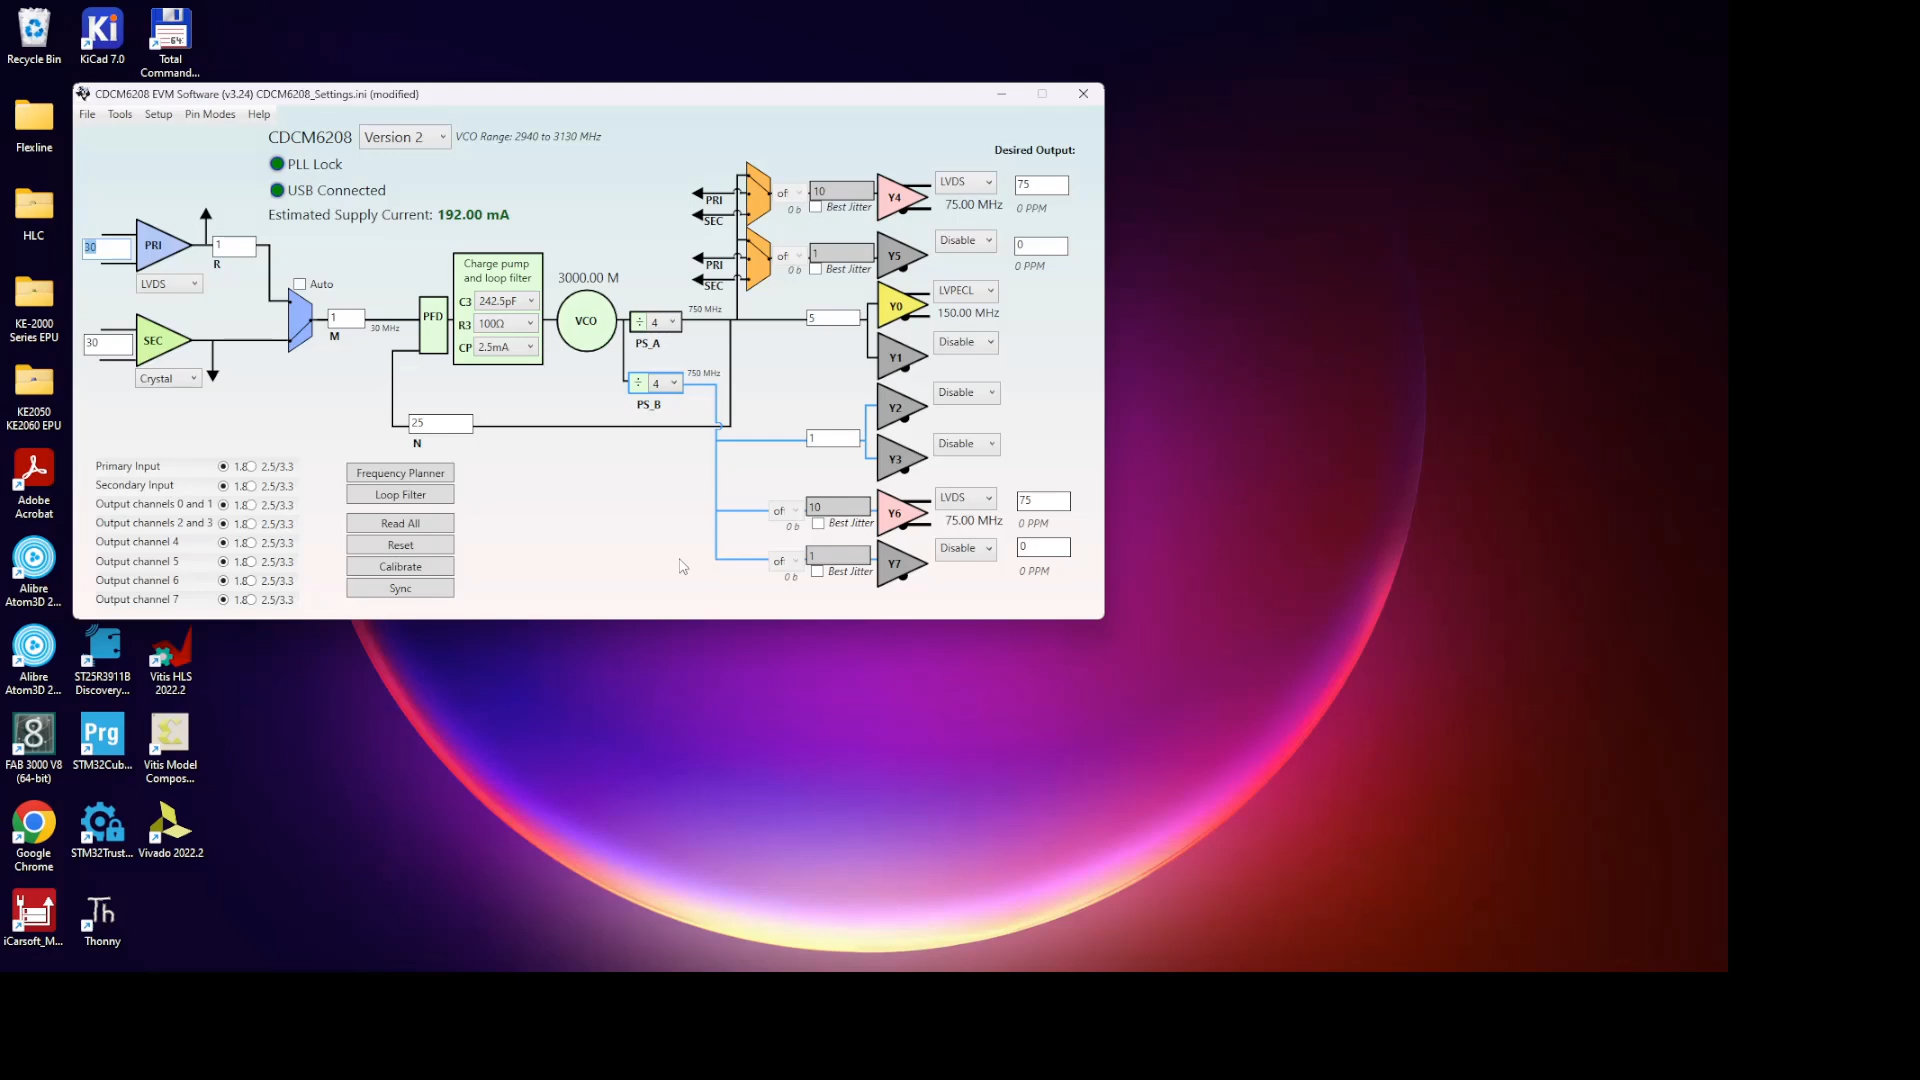 Recycle Bin
KiCad 7.0
Total
Command...
Flexline
HLC
KE-2000
Series EPU
KE2050
KE2060 EPU
Adobe
Acrobat
Alibre
Atom3D 2...
Alibre
Atom3D 2...
ST25R3911B
Discovery...
Vitis HLS
2022.2
FAB 3000 V8
(64-bit)
Prg
STM32Cub...
Vitis Model
Compos...
Google
Chrome
STM32Trust...
Vivado 2022.2
iCarsoft_M...
Th
Thonny
CDCM6208 EVM Software (v3.24) CDCM6208_Settings.ini (modified)
File Tools Setup Pin Modes Help
CDCM6208 Version 2 VCO Range: 2940 to 3130 MHz
PLL Lock
USB Connected
Estimated Supply Current: 192.00 mA
Desired Output:
30 PRI 1
R
LVDS
Auto
30 SEC
Crystal
1
M
30 MHz
PFD
Charge pump
and loop filter
C3 242.5pF
R3 100Ω
CP 2.5mA
3000.00 M
VCO
÷ 4
PS_A
750 MHz
÷ 4
PS_B
750 MHz
25
N
PRI
SEC
of 10 Y4 LVDS 75
0 b Best Jitter 75.00 MHz 0 PPM
PRI
SEC
of 1 Y5 Disable 0
0 b Best Jitter 0 PPM
5 Y0 LVPECL
150.00 MHz
Y1 Disable
Y2 Disable
1 Y3 Disable
of 10 Y6 LVDS 75
0 b Best Jitter 75.00 MHz 0 PPM
of 1 Y7 Disable 0
0 b Best Jitter 0 PPM
Primary Input 1.8 2.5/3.3
Secondary Input 1.8 2.5/3.3
Output channels 0 and 1 1.8 2.5/3.3
Output channels 2 and 3 1.8 2.5/3.3
Output channel 4 1.8 2.5/3.3
Output channel 5 1.8 2.5/3.3
Output channel 6 1.8 2.5/3.3
Output channel 7 1.8 2.5/3.3
Frequency Planner
Loop Filter
Read All
Reset
Calibrate
Sync